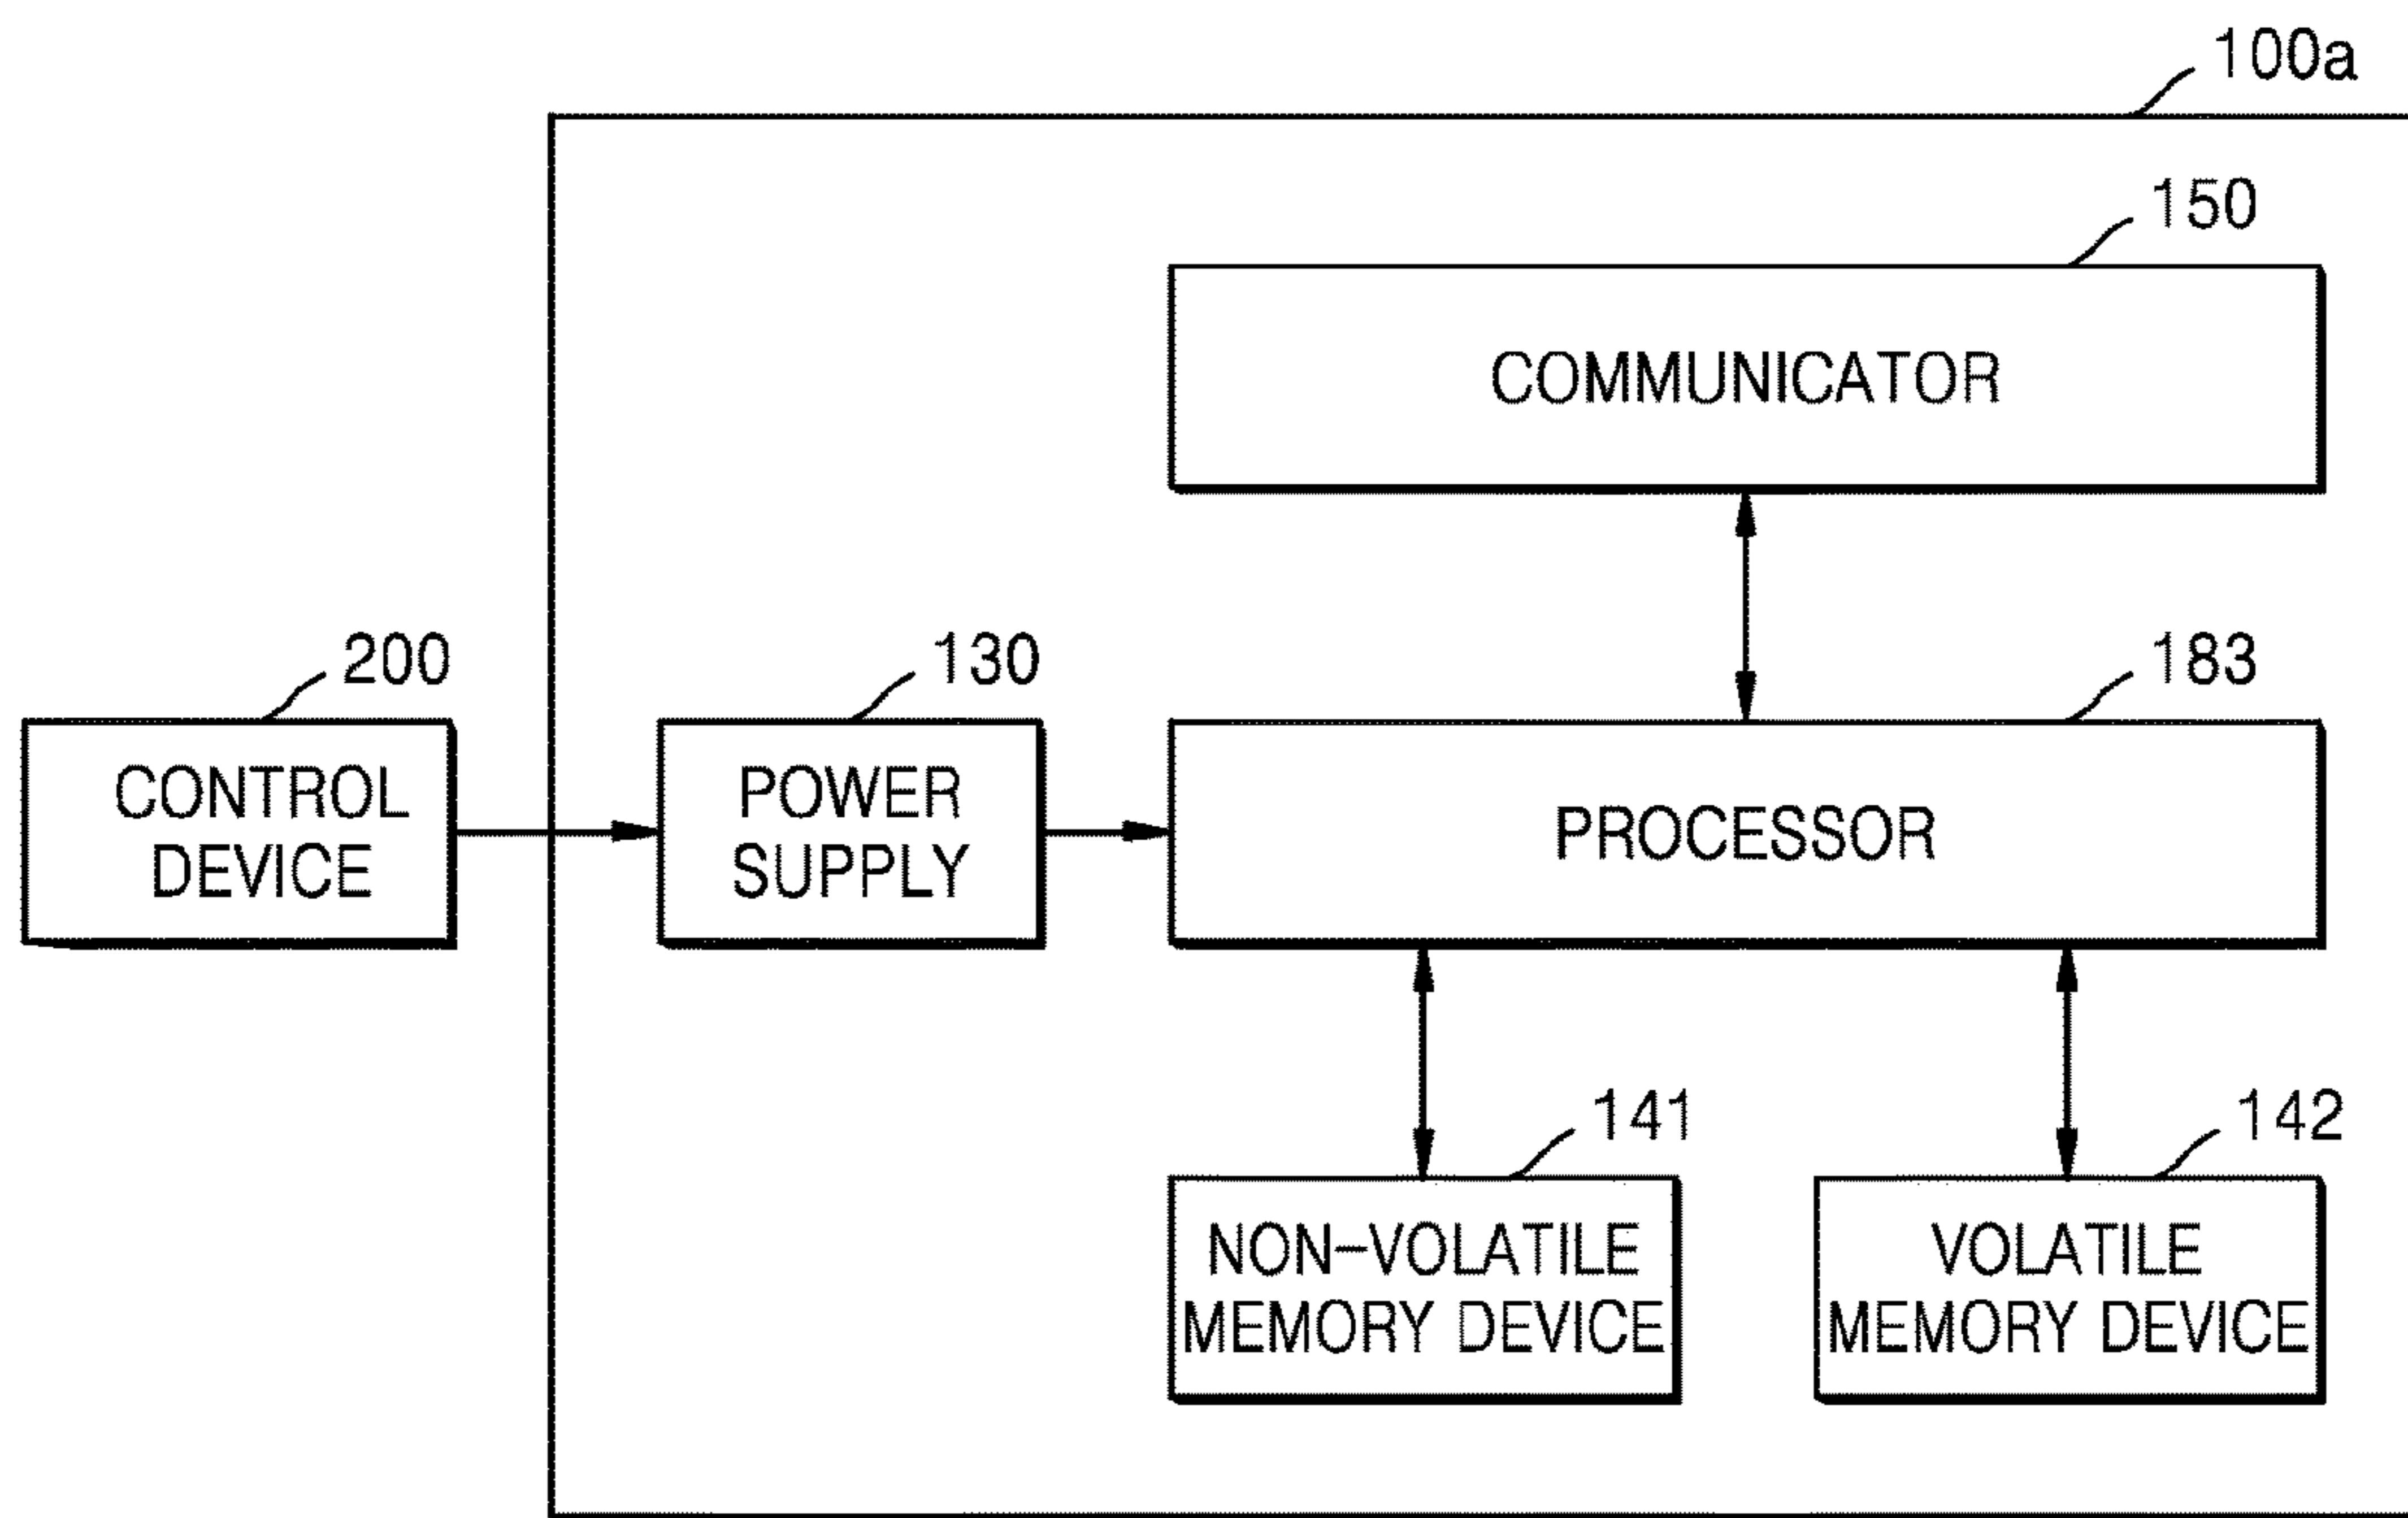 100a
150
COMMUNICATOR
200
130
183
CONTROL
DEVICE
POWER
SUPPLY
PROCESSOR
141
142
NON-VOLATILE
MEMORY DEVICE
VOLATILE
MEMORY DEVICE